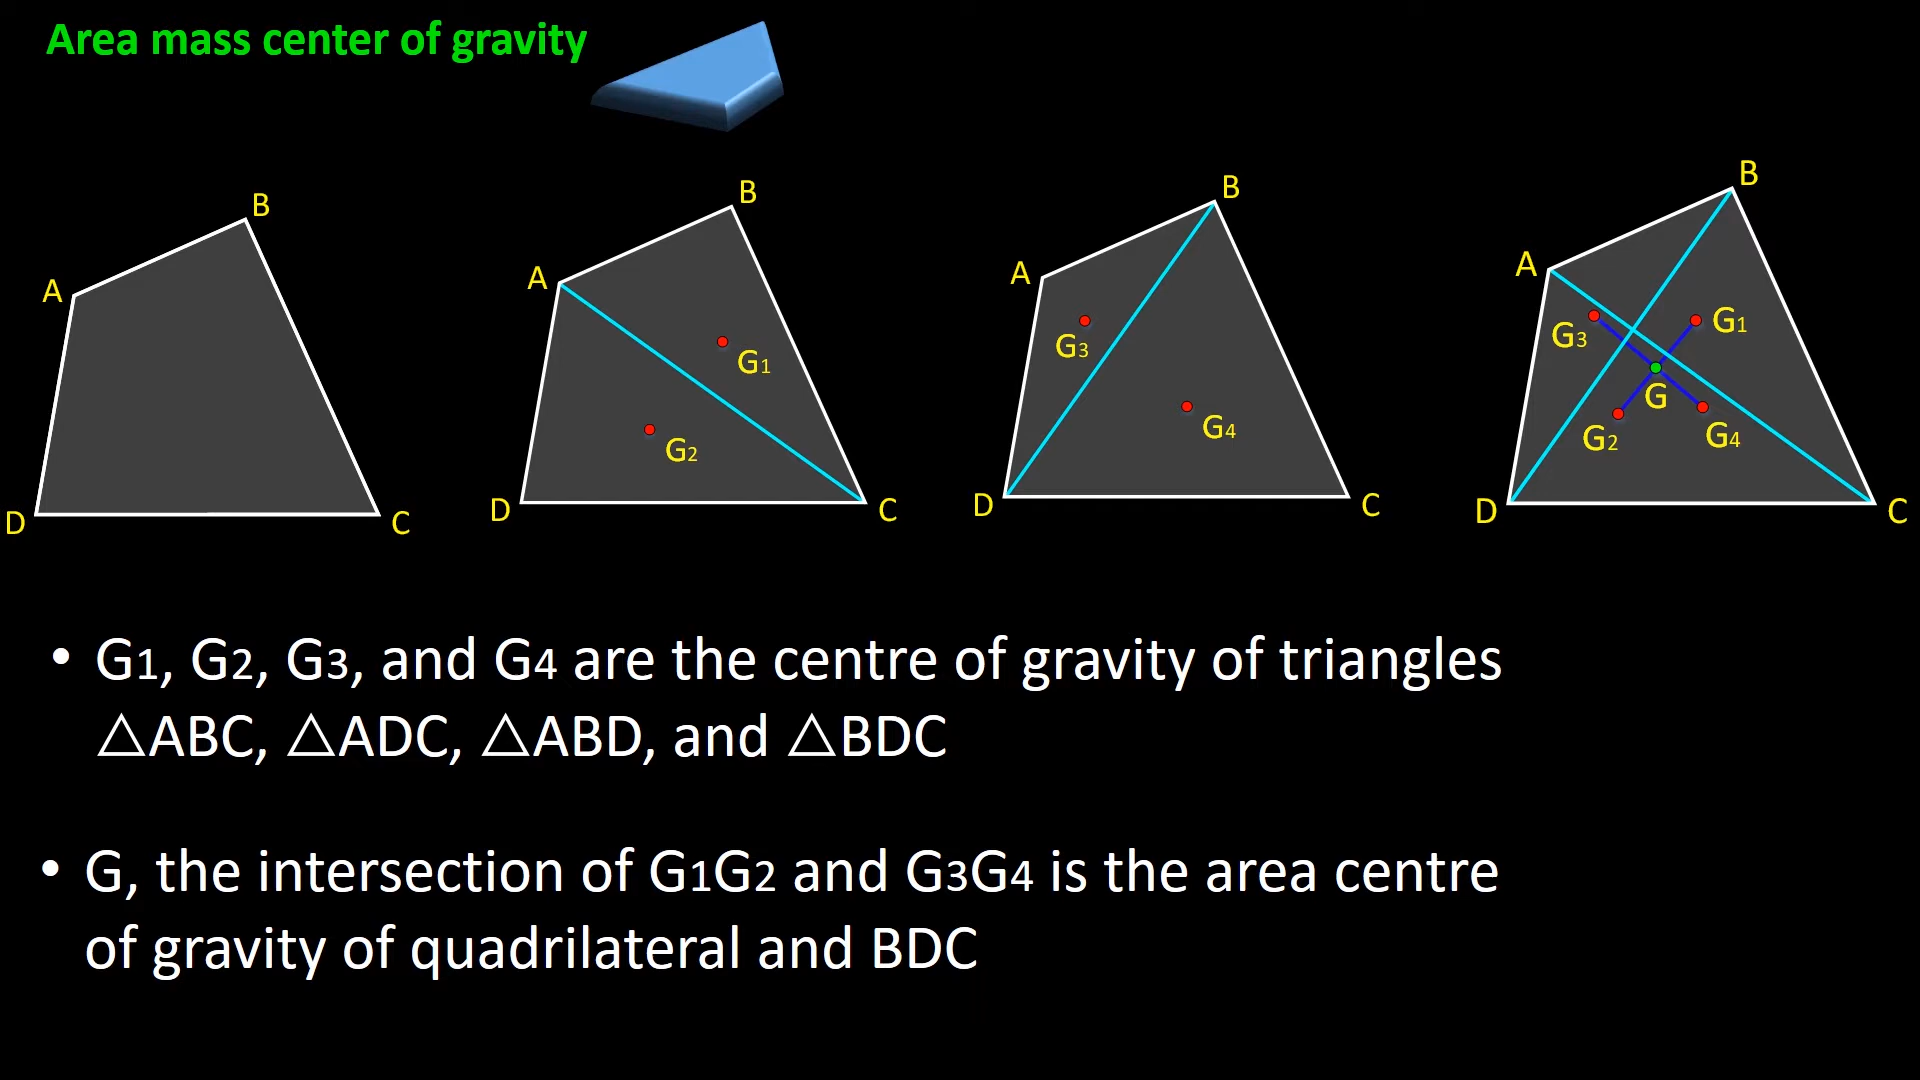 Area mass center of gravity
B
A
D
C
B
A
G1
G2
D
C
B
A
G3
G4
D
C
B
A
G3
G1
G
G2
G4
D
C
• G1, G2, G3, and G4 are the centre of gravity of triangles
△ABC, △ADC, △ABD, and △BDC
• G, the intersection of G1G2 and G3G4 is the area centre
of gravity of quadrilateral and BDC